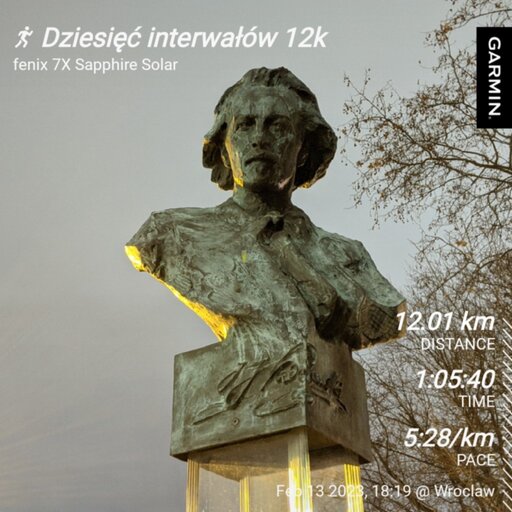 Dziesięć interwałów 12k
fenix 7X Sapphire Solar
GARMIN.
12.01 km
DISTANCE
1:05:40
TIME
5:28/km
PACE
Feb 13 2023, 18:19 @ Wroclaw